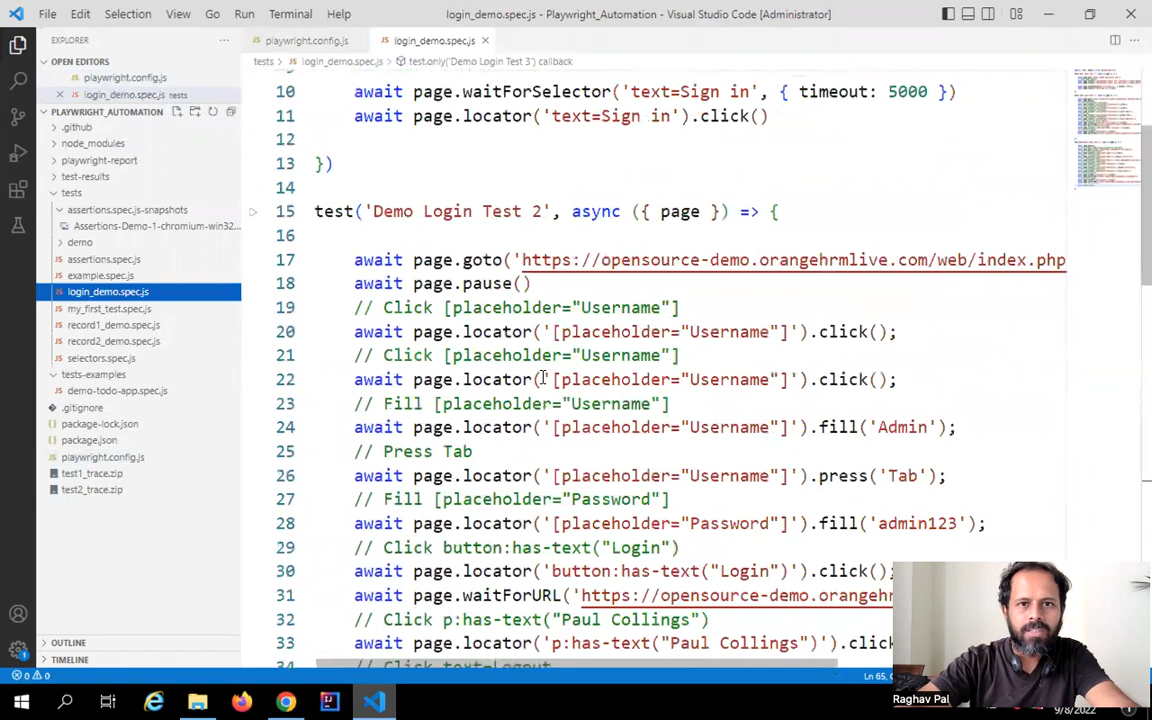 File Edit Selection View Go Run Terminal Help
login_demo.spec.js - Playwright_Automation - Visual Studio Code [Administrator]
EXPLORER
OPEN EDITORS
playwright.config.js
login_demo.spec.js tests
PLAYWRIGHT_AUTOMATION
.github
node_modules
playwright-report
test-results
tests
assertions.spec.js-snapshots
Assertions-Demo-1-chromium-win32...
demo
assertions.spec.js
example.spec.js
login_demo.spec.js
my_first_test.spec.js
record1_demo.spec.js
record2_demo.spec.js
selectors.spec.js
tests-examples
demo-todo-app.spec.js
.gitignore
package-lock.json
package.json
playwright.config.js
test1_trace.zip
test2_trace.zip
OUTLINE
TIMELINE
playwright.config.js
login_demo.spec.js
tests > login_demo.spec.js > test.only('Demo Login Test 3') callback
10 await page.waitForSelector('text=Sign in', { timeout: 5000 })
11 await page.locator('text=Sign in').click()
12
13 })
14
15 test('Demo Login Test 2', async ({ page }) => {
16
17 await page.goto('https://opensource-demo.orangehrmlive.com/web/index.php
18 await page.pause()
19 // Click [placeholder="Username"]
20 await page.locator('[placeholder="Username"]').click();
21 // Click [placeholder="Username"]
22 await page.locator('[placeholder="Username"]').click();
23 // Fill [placeholder="Username"]
24 await page.locator('[placeholder="Username"]').fill('Admin');
25 // Press Tab
26 await page.locator('[placeholder="Username"]').press('Tab');
27 // Fill [placeholder="Password"]
28 await page.locator('[placeholder="Password"]').fill('admin123');
29 // Click button:has-text("Login")
30 await page.locator('button:has-text("Login")').click();
31 await page.waitForURL('https://opensource-demo.orangehr
32 // Click p:has-text("Paul Collings")
33 await page.locator('p:has-text("Paul Collings")').click
34 // Click text=Logout
0 0
Ln 65,
Raghav Pal
9/8/2022